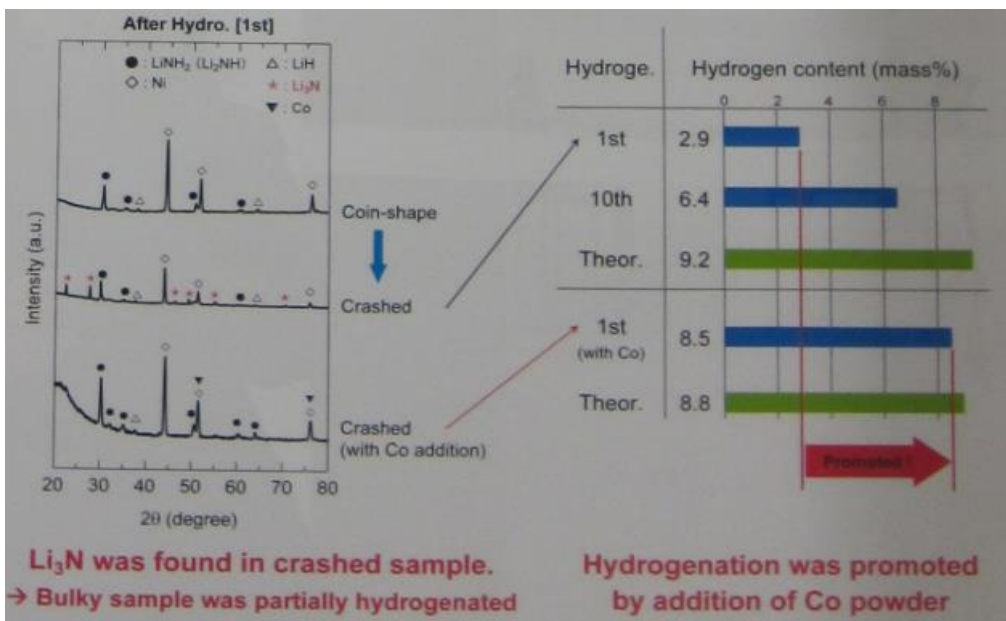 After Hydro. [1st]
● : LiNH₂ (Li₂NH)
△ : LiH
◇ : Ni
★ : Li₃N
▼ : Co
Intensity (a.u.)
Coin-shape
Crashed
Crashed
(with Co addition)
20 30 40 50 60 70 80
2θ (degree)
Li₃N was found in crashed sample.
→ Bulky sample was partially hydrogenated
Hydroge. Hydrogen content (mass%)
0 2 4 6 8
1st 2.9
10th 6.4
Theor. 9.2
1st 8.5
(with Co)
Theor. 8.8
Promoted !
Hydrogenation was promoted
by addition of Co powder